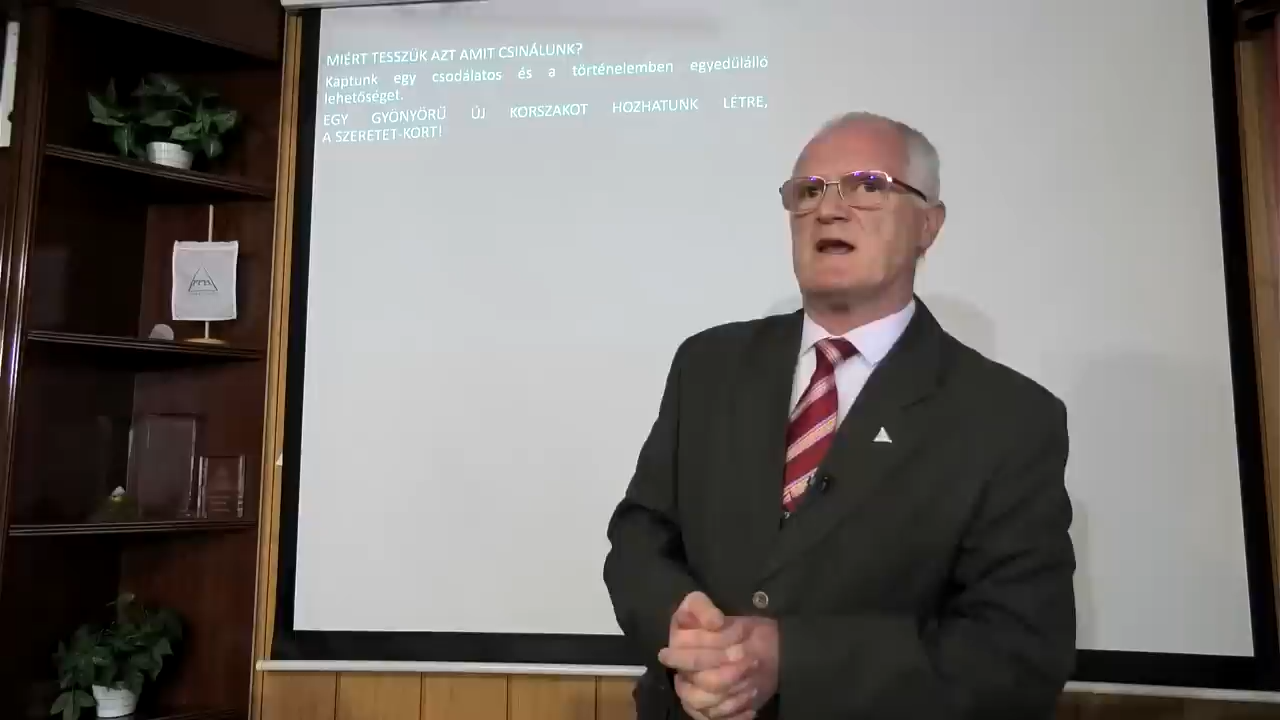 MIÉRT TESSZÜK AZT AMIT CSINÁLUNK?
Kaptunk egy csodálatos és a történelemben egyedülálló
lehetőséget.
EGY GYÖNYÖRŰ ÚJ KORSZAKOT HOZHATUNK LÉTRE,
A SZERETET-KORT!